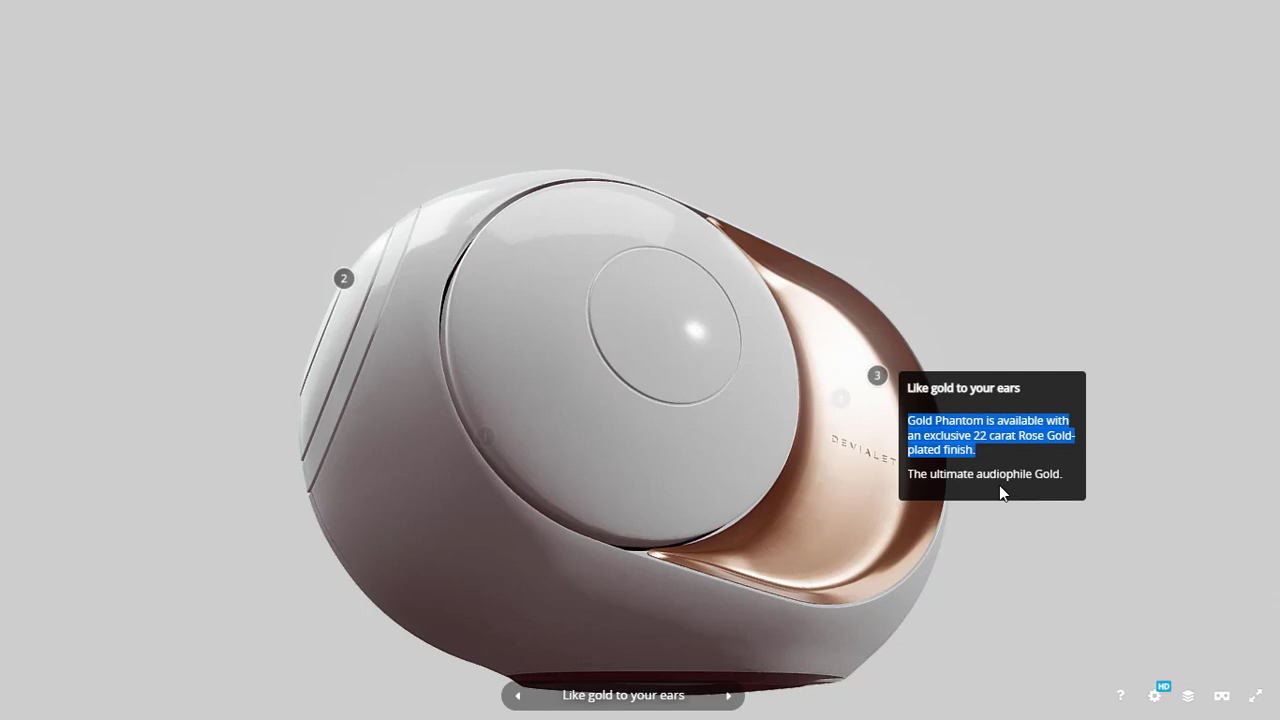 2
3
Like gold to your ears
Gold Phantom is available with
an exclusive 22 carat Rose Gold-
plated finish.
The ultimate audiophile Gold.
DEVIALET
Like gold to your ears
?
HD